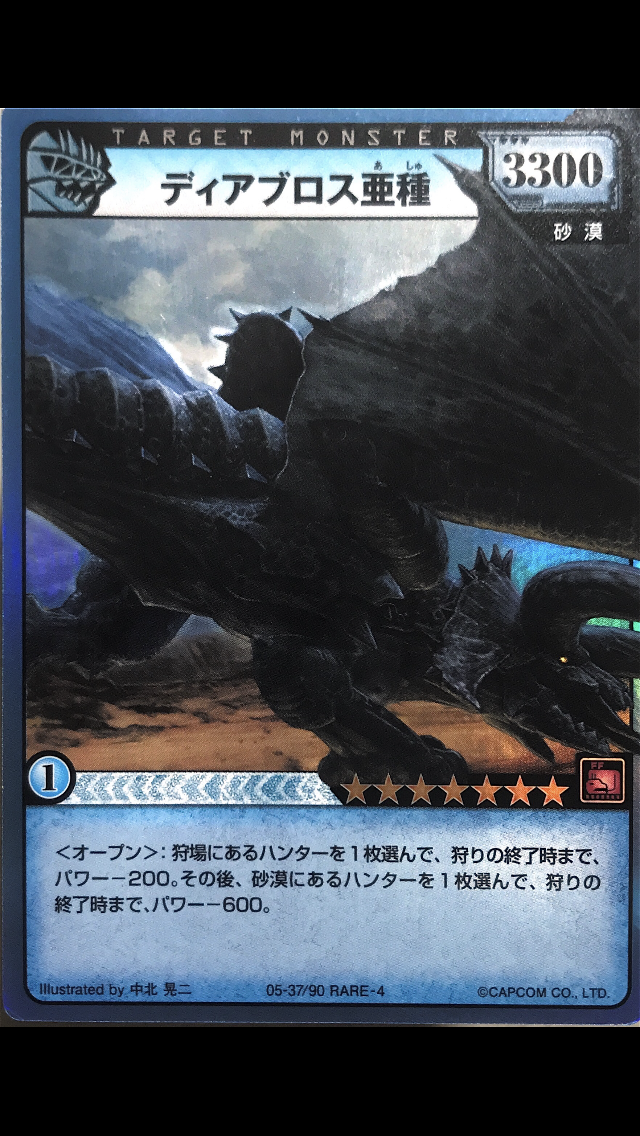 TARGET MONSTER
あ しゅ
ディアブロス亜種
3300
砂漠
1
FF
<オープン>:狩場にあるハンターを1枚選んで、狩りの終了時まで、
パワー−200。その後、砂漠にあるハンターを1枚選んで、狩りの
終了時まで、パワー−600。
Illustrated by 中北 晃二
05-37/90 RARE-4
©CAPCOM CO., LTD.